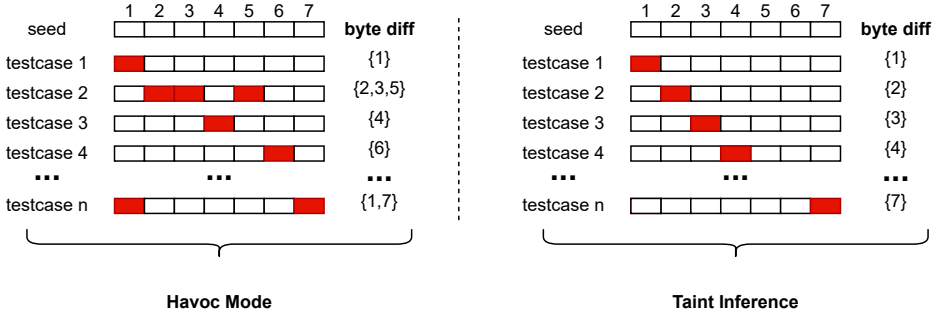 1 2 3 4 5 6 7
seed byte diff
testcase 1 {1}
testcase 2 {2,3,5}
testcase 3 {4}
testcase 4 {6}
... ... ...
testcase n {1,7}
Havoc Mode
1 2 3 4 5 6 7
seed byte diff
testcase 1 {1}
testcase 2 {2}
testcase 3 {3}
testcase 4 {4}
... ... ...
testcase n {7}
Taint Inference